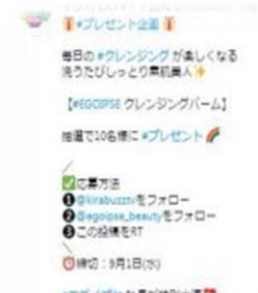 🎁#プレゼント企画🎁
毎日の #クレンジング が楽しくなる
洗うたびしっとり素肌美人✨
【#EGOIPSE クレンジングバーム】
抽選で10名様に #プレゼント🌈
／
✅応募方法
❶@kirabuzztvをフォロー
❷@egoipse_beautyをフォロー
❸この投稿をRT
＼
⏰締切：9月1日(水)